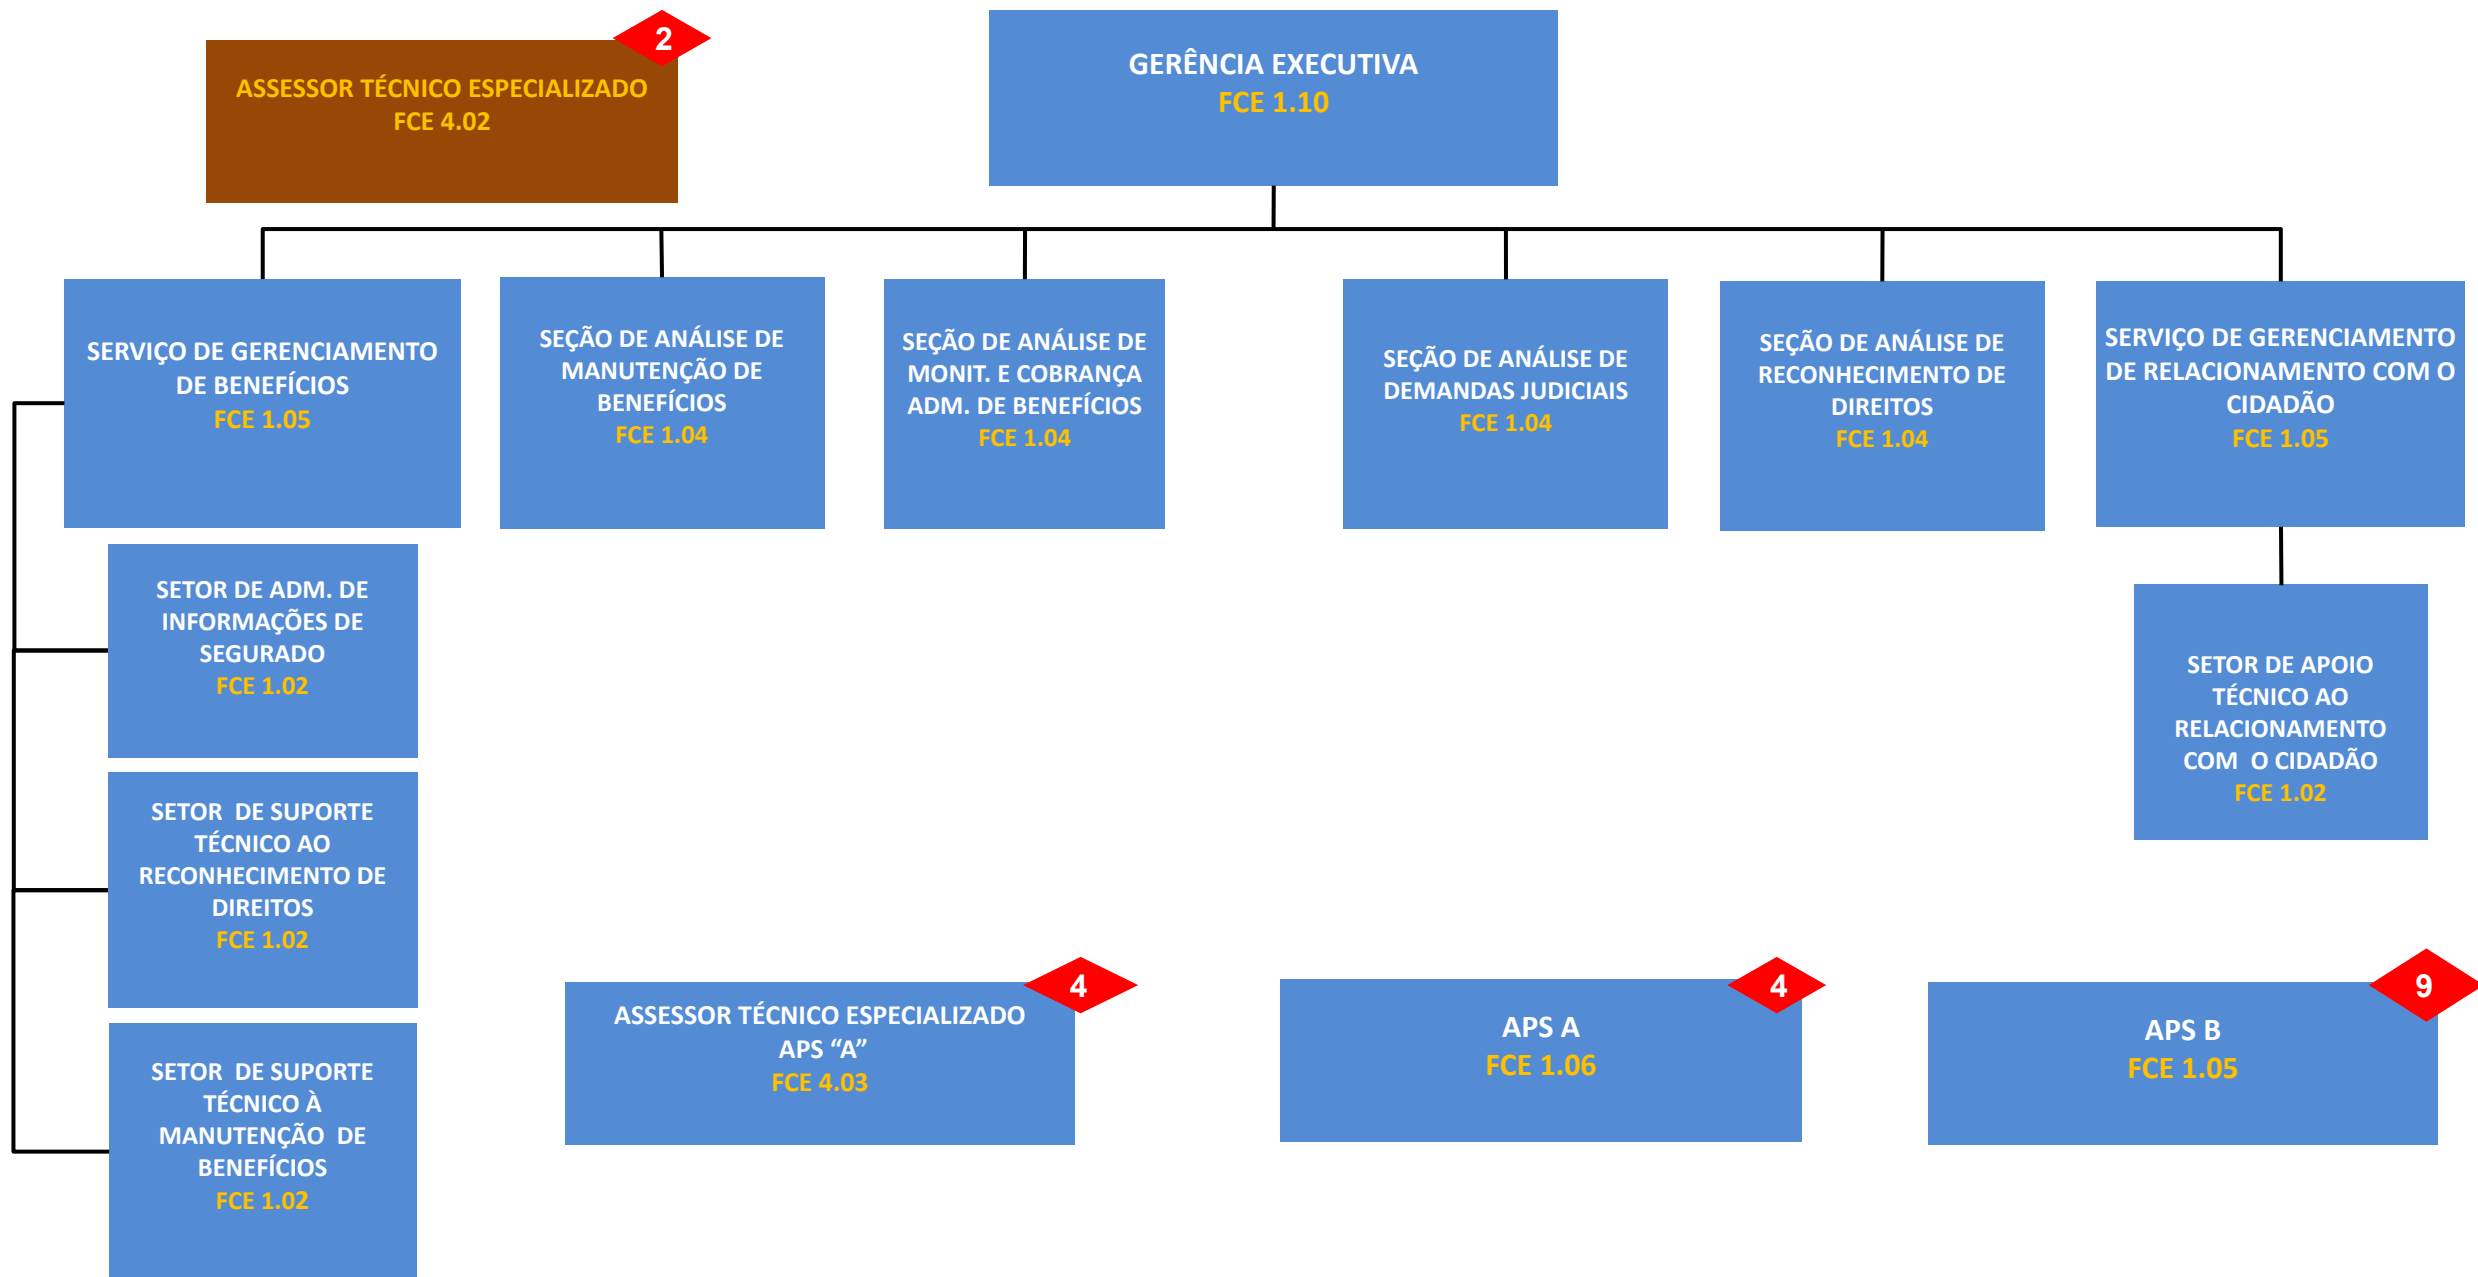 2
ASSESSOR TÉCNICO ESPECIALIZADO
FCE 4.02
GERÊNCIA EXECUTIVA
FCE 1.10
SERVIÇO DE GERENCIAMENTO
DE BENEFÍCIOS
FCE 1.05
SEÇÃO DE ANÁLISE DE
MANUTENÇÃO DE
BENEFÍCIOS
FCE 1.04
SEÇÃO DE ANÁLISE DE
MONIT. E COBRANÇA
ADM. DE BENEFÍCIOS
FCE 1.04
SEÇÃO DE ANÁLISE DE
DEMANDAS JUDICIAIS
FCE 1.04
SEÇÃO DE ANÁLISE DE
RECONHECIMENTO DE
DIREITOS
FCE 1.04
SERVIÇO DE GERENCIAMENTO
DE RELACIONAMENTO COM O
CIDADÃO
FCE 1.05
SETOR DE ADM. DE
INFORMAÇÕES DE
SEGURADO
FCE 1.02
SETOR DE APOIO
TÉCNICO AO
RELACIONAMENTO
COM O CIDADÃO
FCE 1.02
SETOR DE SUPORTE
TÉCNICO AO
RECONHECIMENTO DE
DIREITOS
FCE 1.02
SETOR DE SUPORTE
TÉCNICO À
MANUTENÇÃO DE
BENEFÍCIOS
FCE 1.02
4
ASSESSOR TÉCNICO ESPECIALIZADO
APS “A”
FCE 4.03
4
APS A
FCE 1.06
9
APS B
FCE 1.05